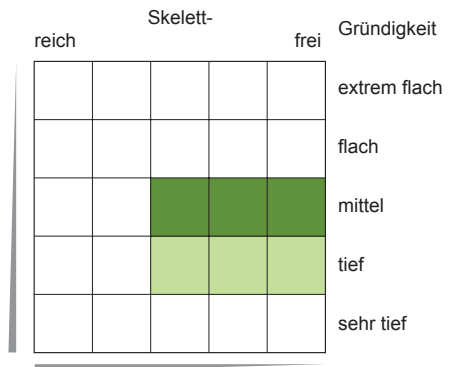 Skelett-
reich frei Gründigkeit
extrem flach
flach
mittel
tief
sehr tief